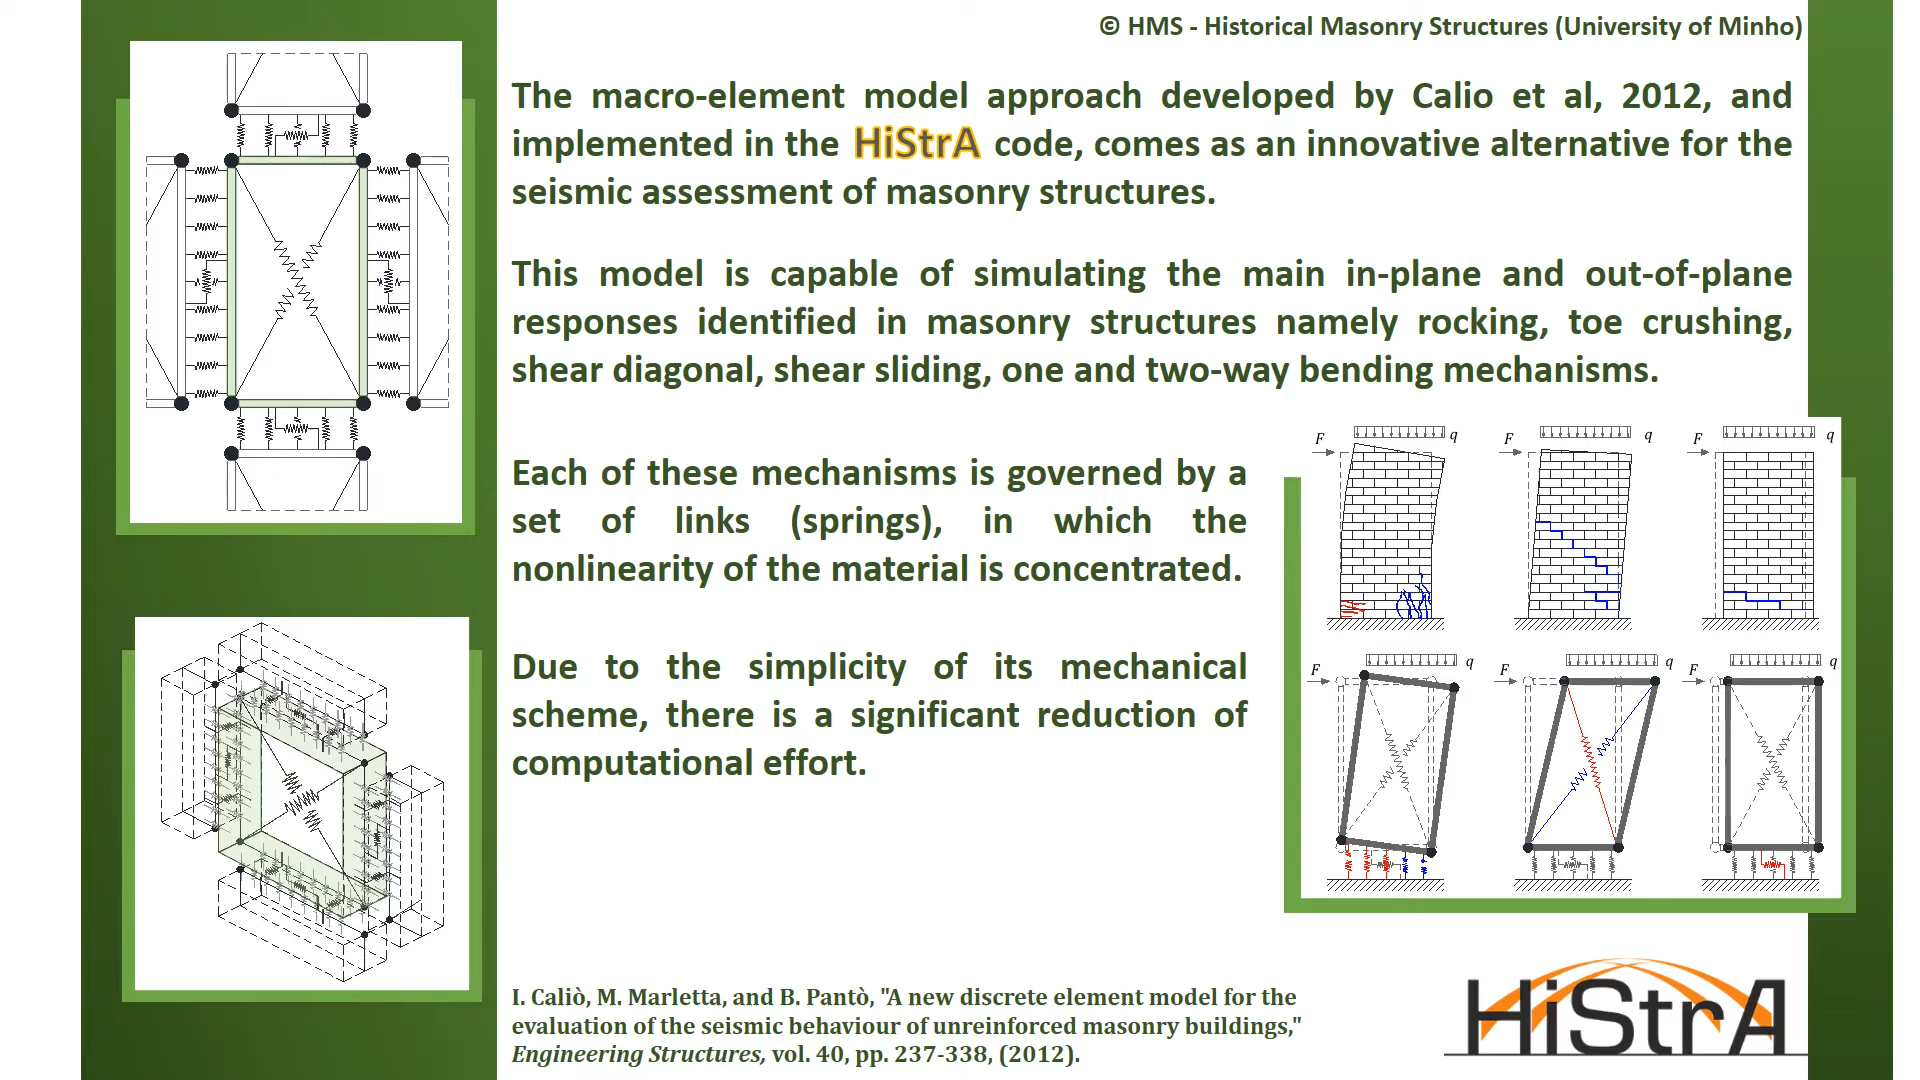 © HMS - Historical Masonry Structures (University of Minho)
The macro-element model approach developed by Calio et al, 2012, and
implemented in the HiStrA code, comes as an innovative alternative for the
seismic assessment of masonry structures.
This model is capable of simulating the main in-plane and out-of-plane
responses identified in masonry structures namely rocking, toe crushing,
shear diagonal, shear sliding, one and two-way bending mechanisms.
Each of these mechanisms is governed by a
set of links (springs), in which the
nonlinearity of the material is concentrated.
Due to the simplicity of its mechanical
scheme, there is a significant reduction of
computational effort.
F q F q F q
F q F q F q
I. Caliò, M. Marletta, and B. Pantò, "A new discrete element model for the
evaluation of the seismic behaviour of unreinforced masonry buildings,"
Engineering Structures, vol. 40, pp. 237-338, (2012).
HiStrA